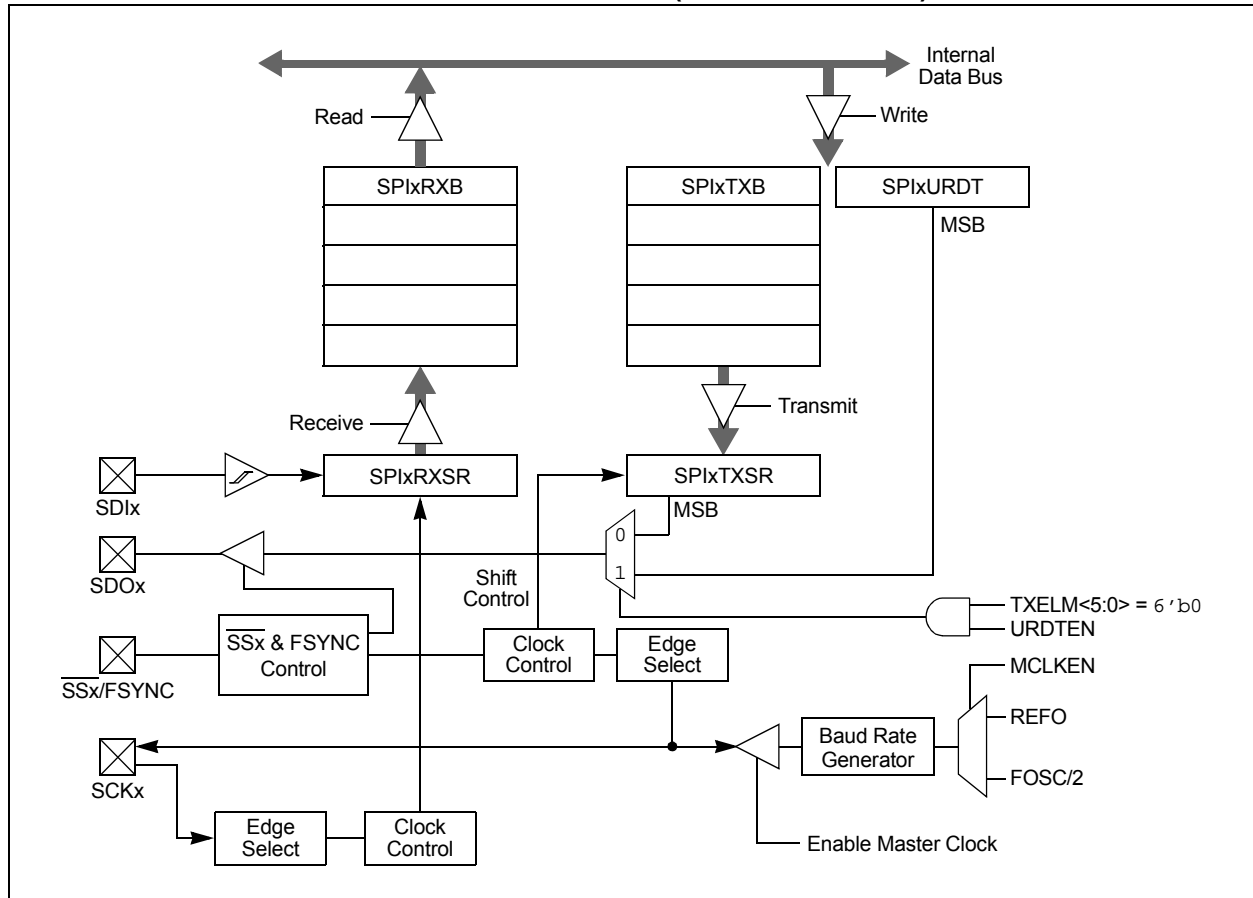 Internal
Data Bus
Read
Write
SPIxRXB
SPIxTXB
SPIxURDT
MSB
Receive
Transmit
SPIxRXSR
SPIxTXSR
SDIx
MSB
0
1
SDOx
Shift
Control
TXELM<5:0> = 6'b0
URDTEN
SSx & FSYNC
Control
Clock
Control
Edge
Select
SSx/FSYNC
MCLKEN
REFO
Baud Rate
Generator
FOSC/2
SCKx
Edge
Select
Clock
Control
Enable Master Clock